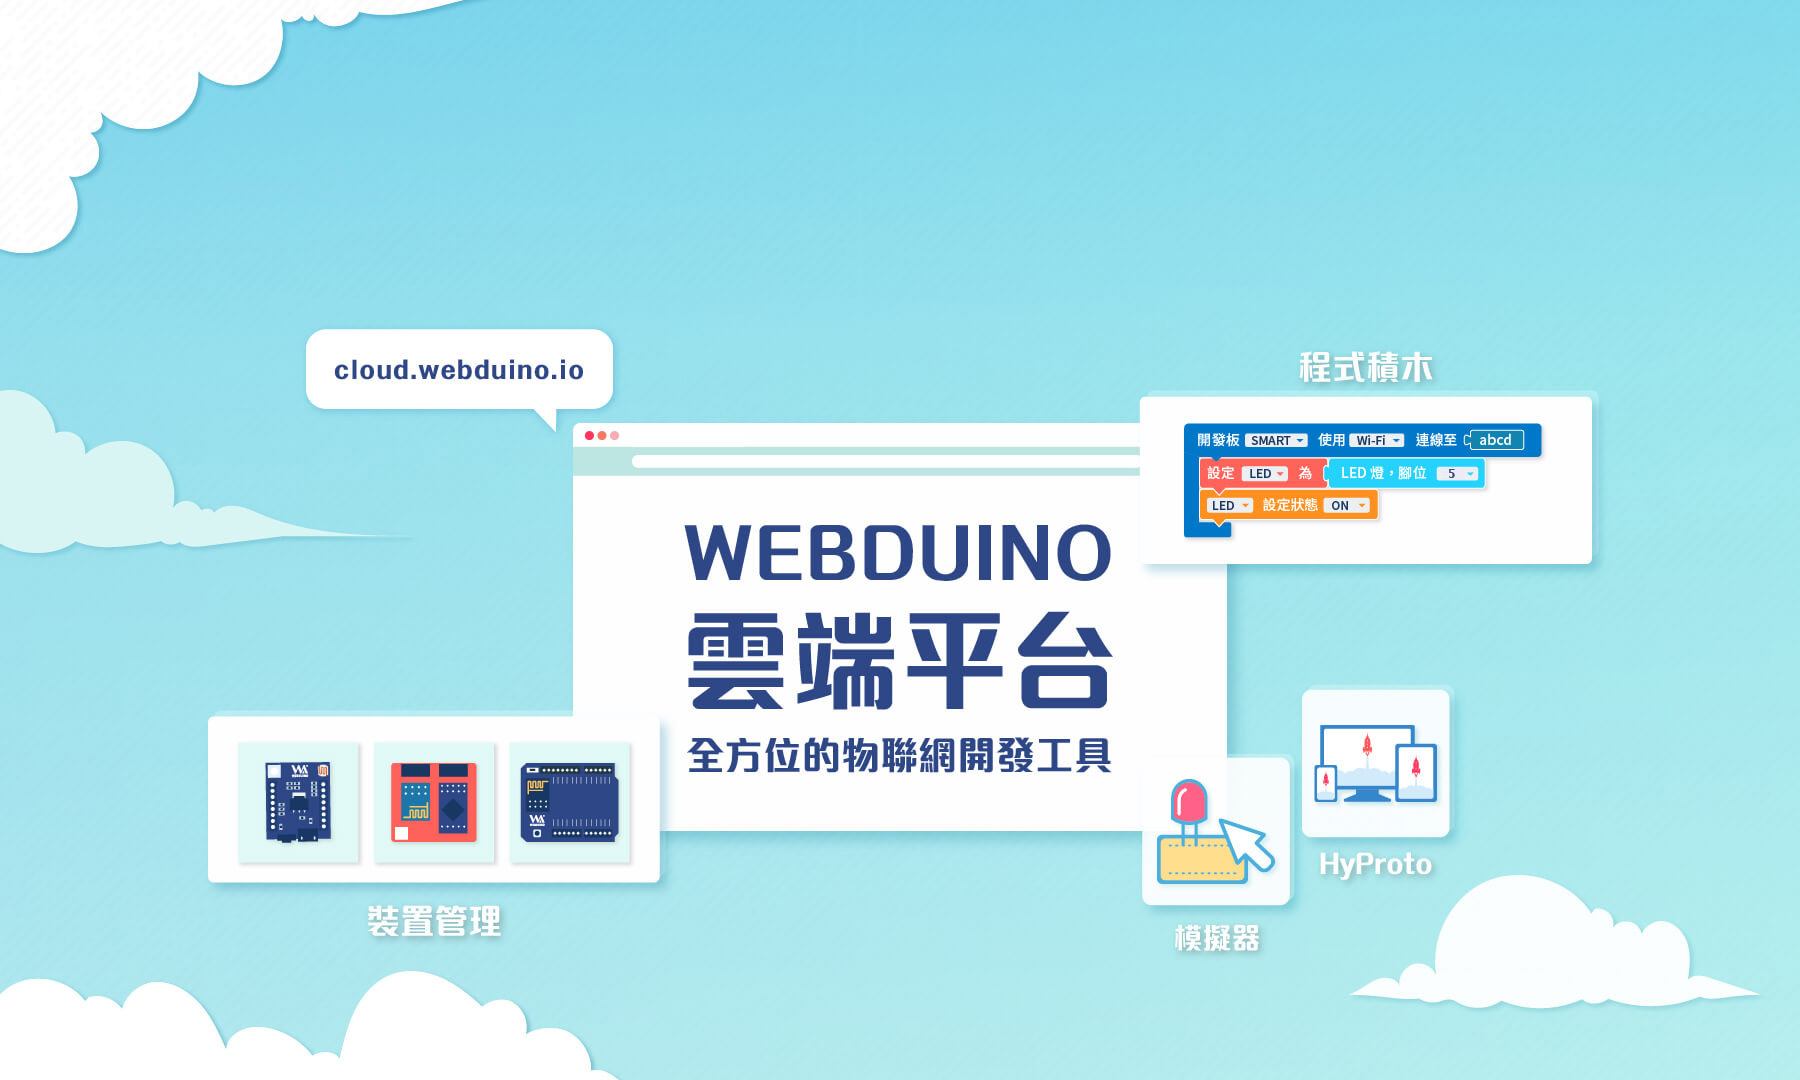 cloud.webduino.io
WEBDUINO
雲端平台
全方位的物聯網開發工具
程式積木
開發板 SMART 使用 Wi-Fi 連線至 abcd
設定 LED 為 LED 燈，腳位 5
LED 設定狀態 ON
裝置管理
模擬器
HyProto